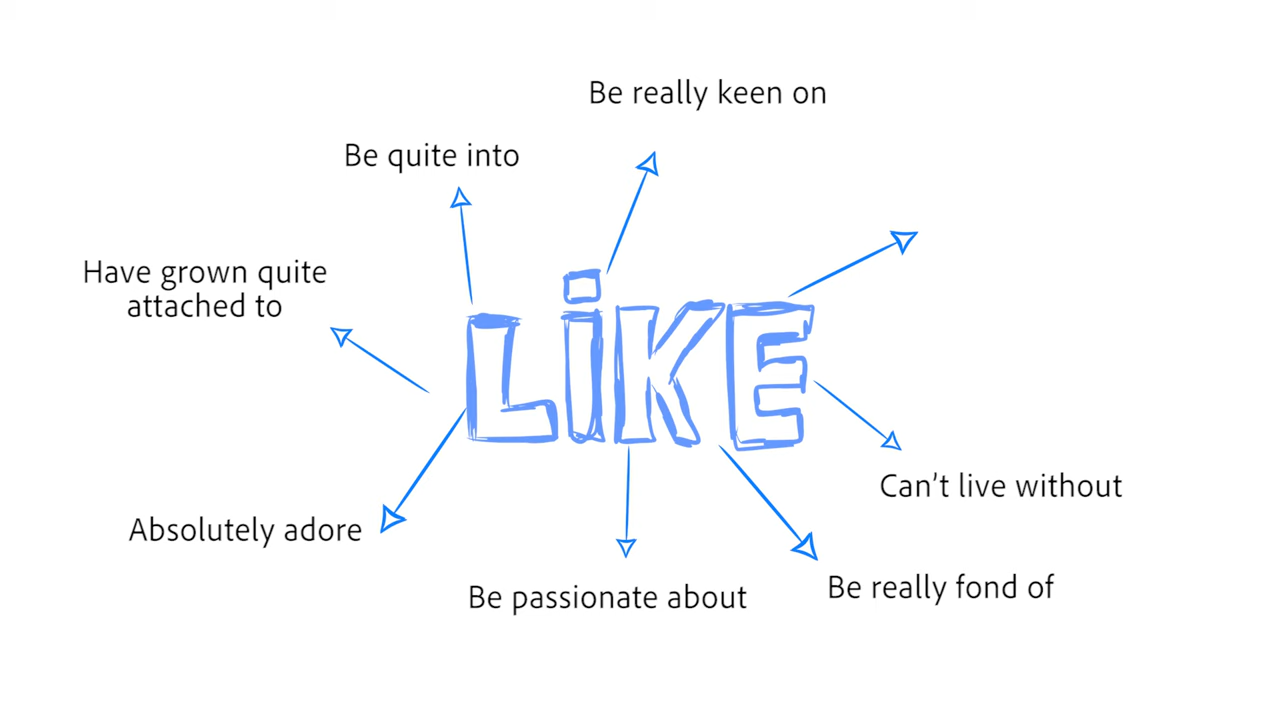 Be really keen on
Be quite into
Have grown quite
attached to
LiKE
Can't live without
Absolutely adore
Be really fond of
Be passionate about